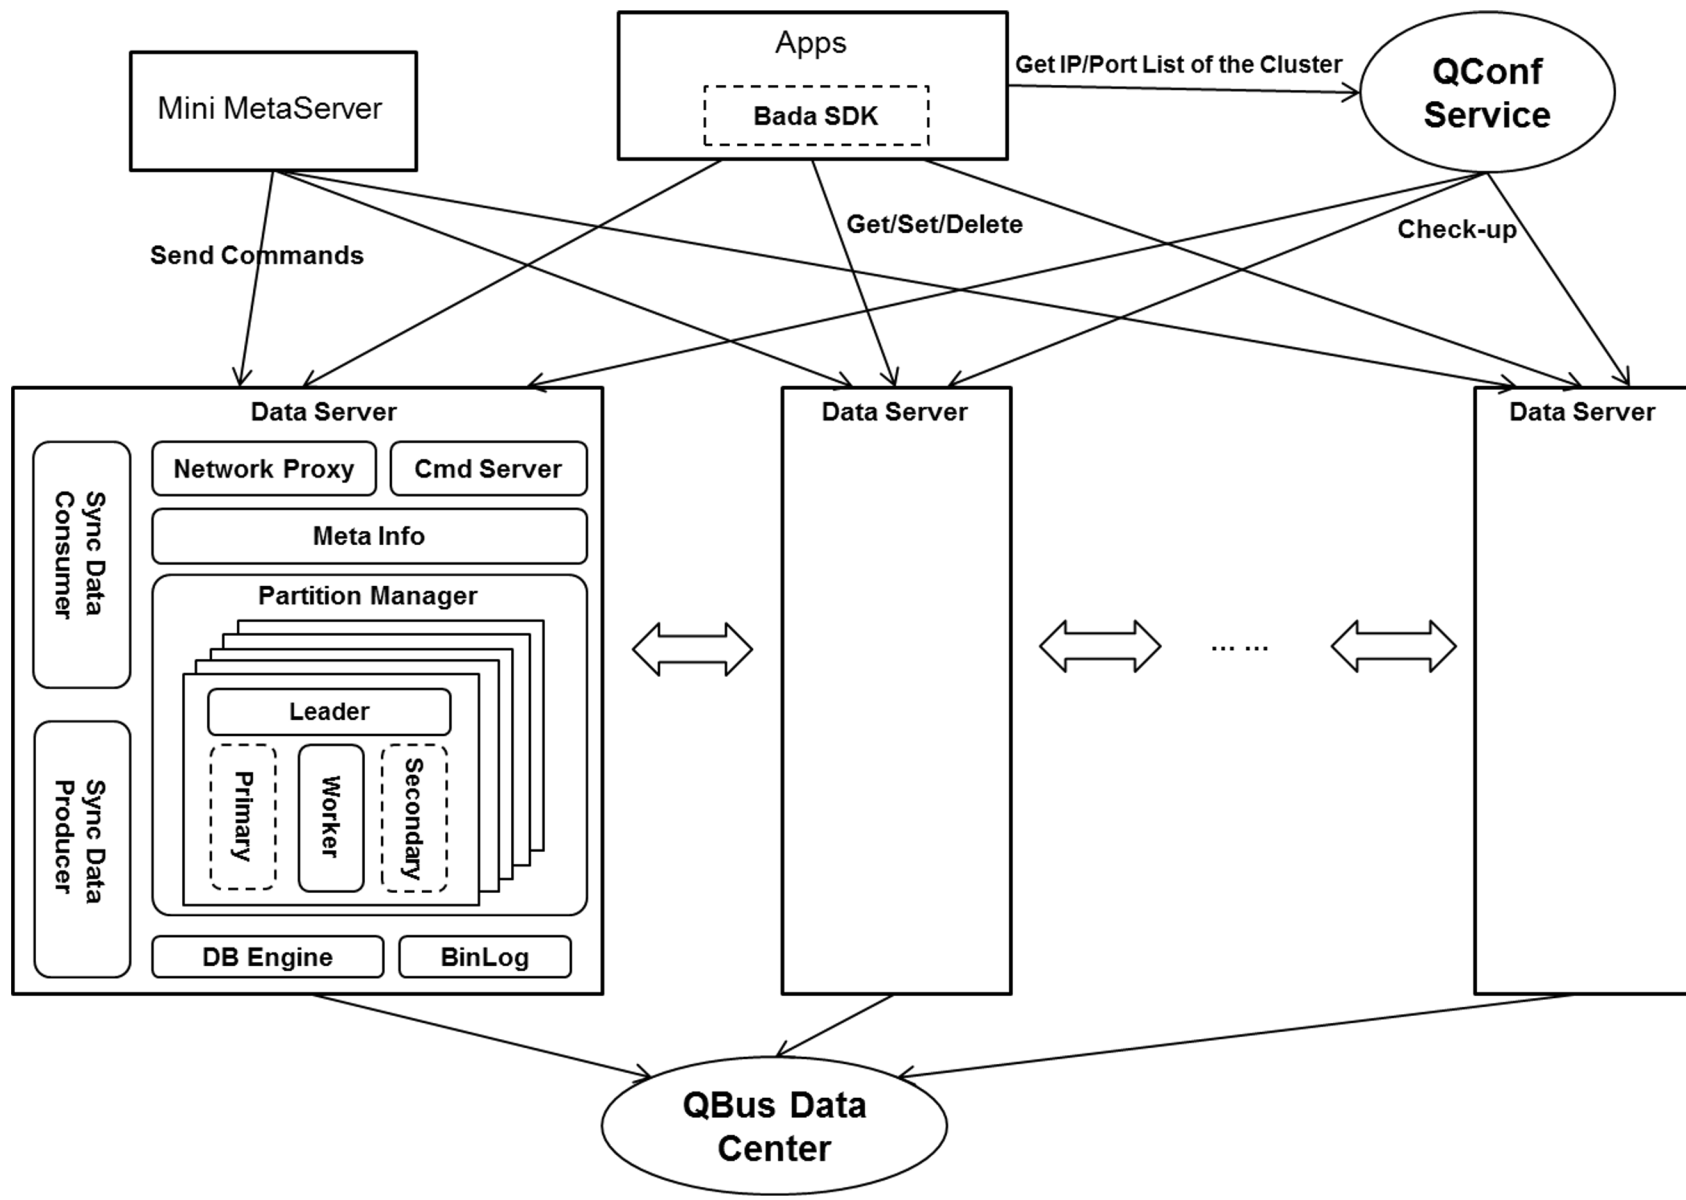 Apps
Mini MetaServer
Bada SDK
Get IP/Port List of the Cluster
QConf
Service
Send Commands
Get/Set/Delete
Check-up
Data Server
Data Server
Data Server
Network Proxy
Cmd Server
Sync Data
Consumer
Meta Info
Partition Manager
Leader
Primary
Worker
Secondary
Sync Data
Producer
DB Engine
BinLog
... ...
QBus Data
Center